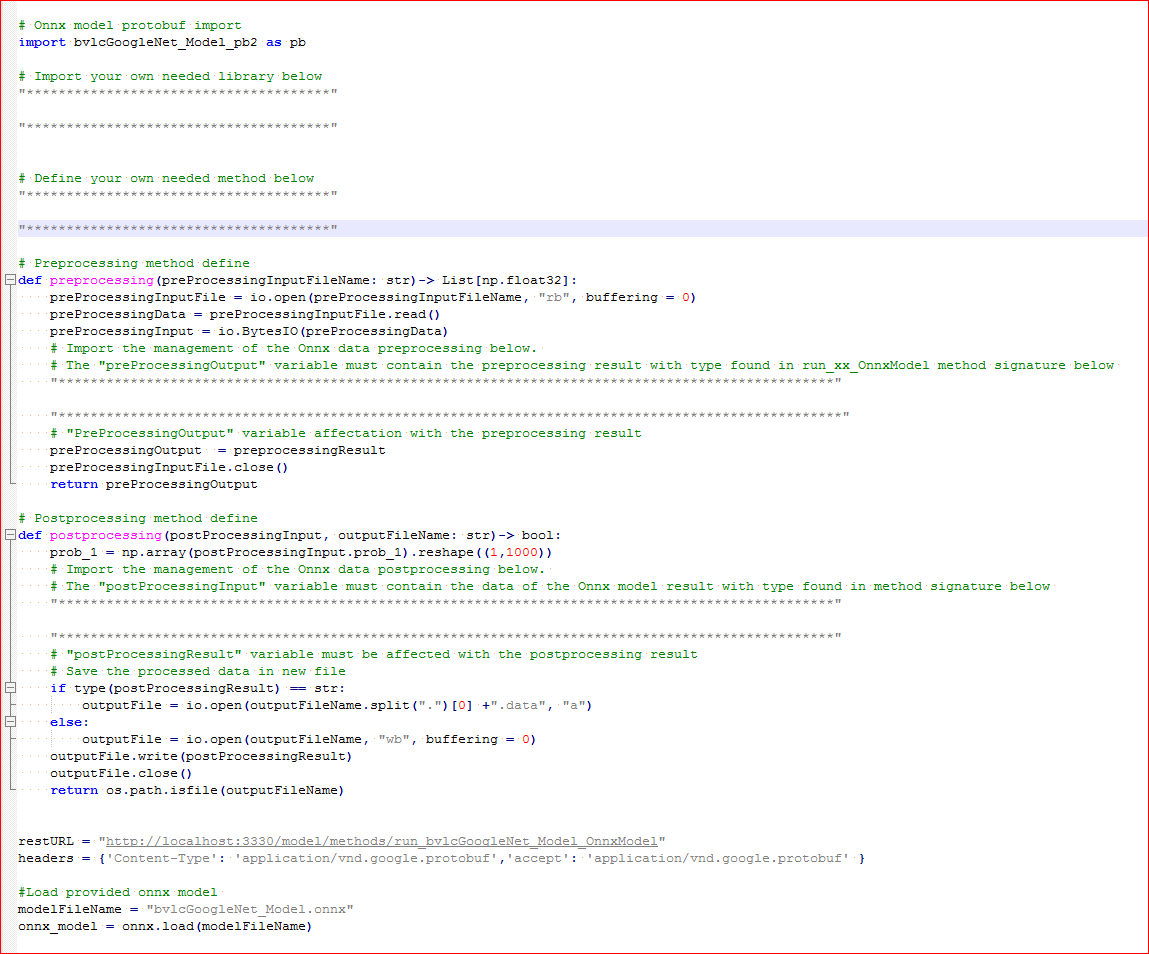 # Onnx model protobuf import
import bvlcGoogleNet_Model_pb2 as pb
# Import your own needed library below
"**************************************"
"**************************************"
# Define your own needed method below
"**************************************"
"**************************************"
# Preprocessing method define
def preprocessing(preProcessingInputFileName: str)-> List[np.float32]:
    preProcessingInputFile = io.open(preProcessingInputFileName, "rb", buffering = 0)
    preProcessingData = preProcessingInputFile.read()
    preProcessingInput = io.BytesIO(preProcessingData)
    # Import the management of the Onnx data preprocessing below.
    # The "preProcessingOutput" variable must contain the preprocessing result with type found in run_xx_OnnxModel method signature below
    "*************************************************************************************************"
    "**************************************************************************************************"
    # "PreProcessingOutput" variable affectation with the preprocessing result
    preProcessingOutput  = preprocessingResult
    preProcessingInputFile.close()
    return preProcessingOutput
# Postprocessing method define
def postprocessing(postProcessingInput, outputFileName: str)-> bool:
    prob_1 = np.array(postProcessingInput.prob_1).reshape((1,1000))
    # Import the management of the Onnx data postprocessing below.
    # The "postProcessingInput" variable must contain the data of the Onnx model result with type found in method signature below
    "*************************************************************************************************"
    "*************************************************************************************************"
    # "postProcessingResult" variable must be affected with the postprocessing result
    # Save the processed data in new file
    if type(postProcessingResult) == str:
        outputFile = io.open(outputFileName.split(".")[0] +".data", "a")
    else:
        outputFile = io.open(outputFileName, "wb", buffering = 0)
    outputFile.write(postProcessingResult)
    outputFile.close()
    return os.path.isfile(outputFileName)
restURL = "http://localhost:3330/model/methods/run_bvlcGoogleNet_Model_OnnxModel"
headers = {'Content-Type': 'application/vnd.google.protobuf','accept': 'application/vnd.google.protobuf' }
#Load provided onnx model
modelFileName = "bvlcGoogleNet_Model.onnx"
onnx_model = onnx.load(modelFileName)